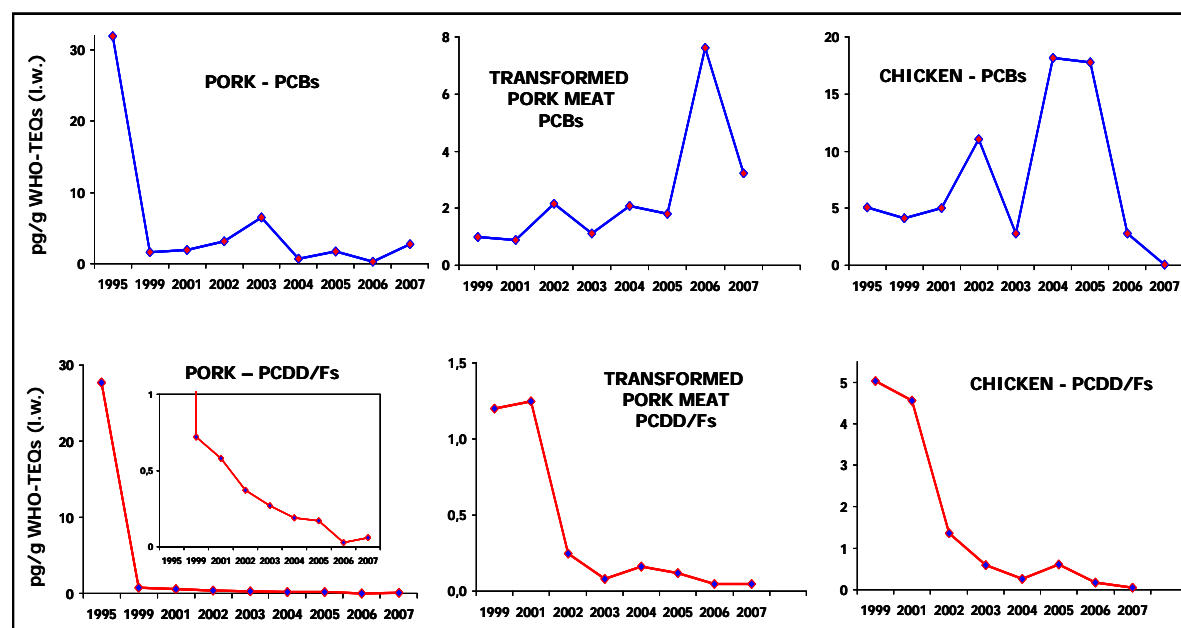 pg/g WHO-TEQs (l.w.)
PORK - PCBs
30
20
10
0
1995 1999 2001 2002 2003 2004 2005 2006 2007
TRANSFORMED
PORK MEAT
PCBs
8
6
4
2
0
1999 2001 2002 2003 2004 2005 2006 2007
CHICKEN - PCBs
20
15
10
5
0
1995 1999 2001 2002 2003 2004 2005 2006 2007
pg/g WHO-TEQs (l.w.)
PORK – PCDD/Fs
30
20
10
0
1995 1999 2001 2002 2003 2004 2005 2006 2007
1
0,5
0
1995 1999 2001 2002 2003 2004 2005 2006 2007
TRANSFORMED
PORK MEAT
PCDD/Fs
1,5
1,0
0,5
0,0
1999 2001 2002 2003 2004 2005 2006 2007
CHICKEN - PCDD/Fs
5
4
3
2
1
0
1999 2001 2002 2003 2004 2005 2006 2007